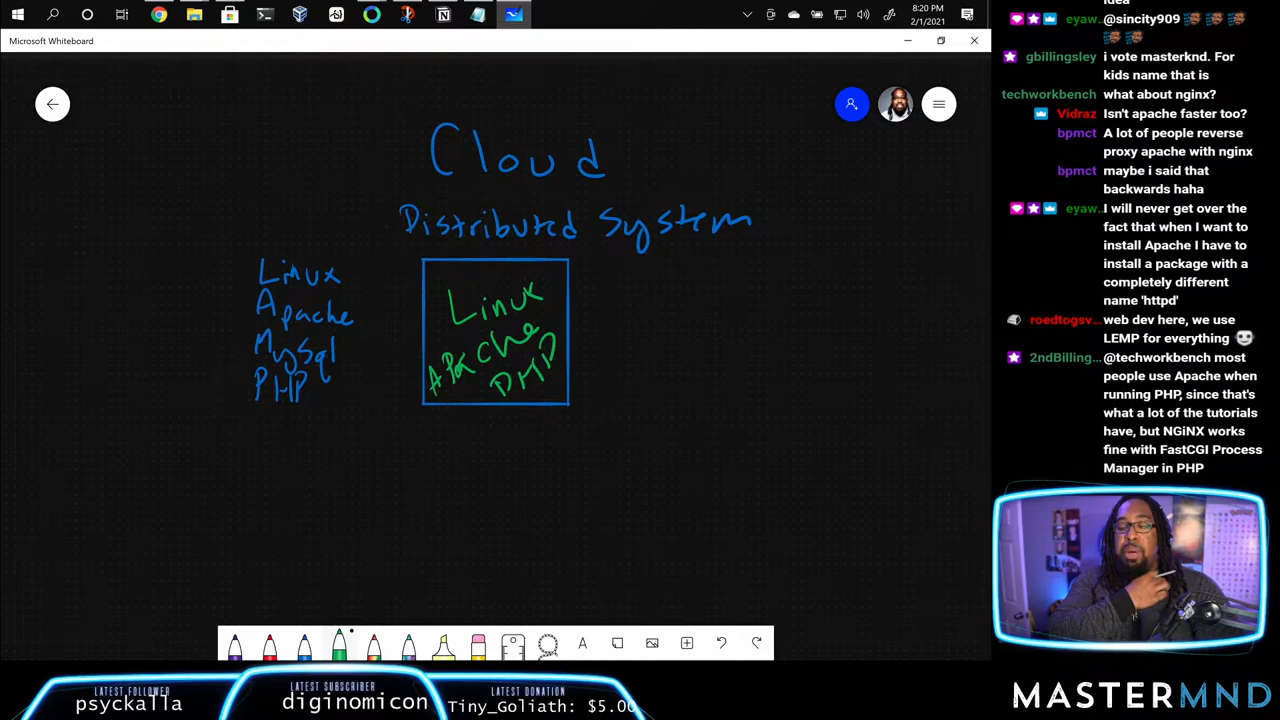 8:20 PM
2/1/2021
Microsoft Whiteboard
Cloud
Distributed System
Linux
Apache
MySql
PHP
Linux
APache
PHP
idea
eyaw..
@sincity909
gbillingsley
i vote masterknd. For
kids name that is
techworkbench
what about nginx?
Vidraz
Isn't apache faster too?
bpmct
A lot of people reverse
proxy apache with nginx
bpmct
maybe i said that
backwards haha
eyaw..
I will never get over the
fact that when I want to
install Apache I have to
install a package with a
completely different
name 'httpd'
roedtogsv...
web dev here, we use
LEMP for everything
2ndBilling...
@techworkbench most
people use Apache when
running PHP, since that's
what a lot of the tutorials
have, but NGiNX works
fine with FastCGI Process
Manager in PHP
LATEST FOLLOWER
psyckalla
LATEST SUBSCRIBER
diginomicon
LATEST DONATION
Tiny_Goliath: $5.00
MASTERMND